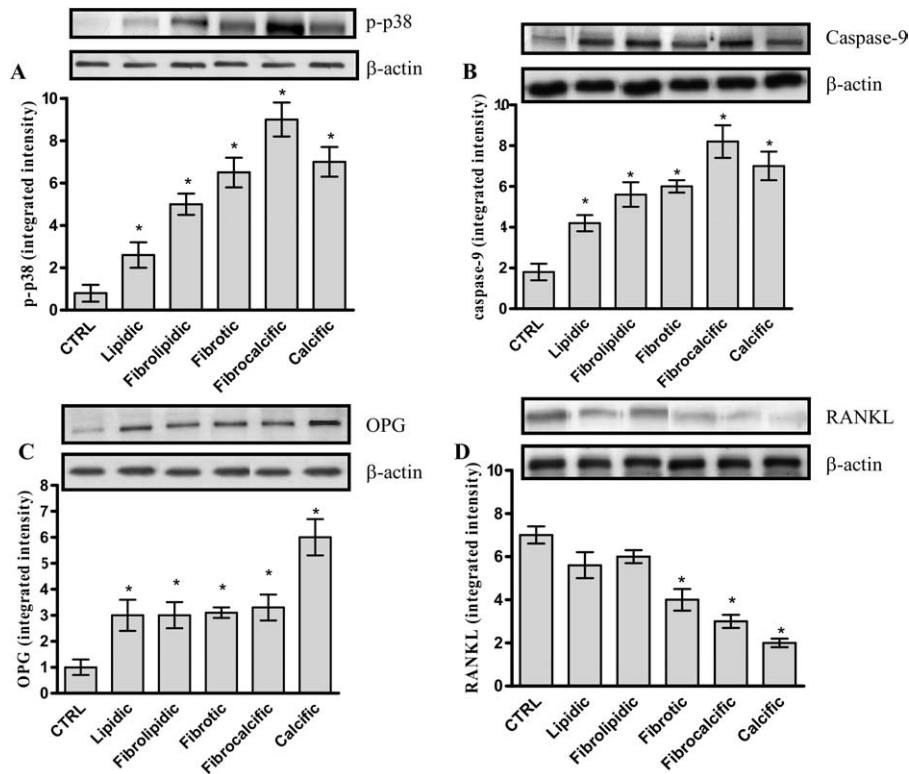 p-p38
β-actin
A
p-p38 (integrated intensity)
10
8
6
4
2
0
*
*
*
*
*
CTRL
Lipidic
Fibrolipidic
Fibrotic
Fibrocalcific
Calcific
Caspase-9
β-actin
B
caspase-9 (integrated intensity)
10
8
6
4
2
0
*
*
*
*
*
CTRL
Lipidic
Fibrolipidic
Fibrotic
Fibrocalcific
Calcific
OPG
β-actin
C
OPG (integrated intensity)
8
7
6
5
4
3
2
1
0
*
*
*
*
*
CTRL
Lipidic
Fibrolipidic
Fibrotic
Fibrocalcific
Calcific
RANKL
β-actin
D
RANKL (integrated intensity)
10
8
6
4
2
0
*
*
*
CTRL
Lipidic
Fibrolipidic
Fibrotic
Fibrocalcific
Calcific